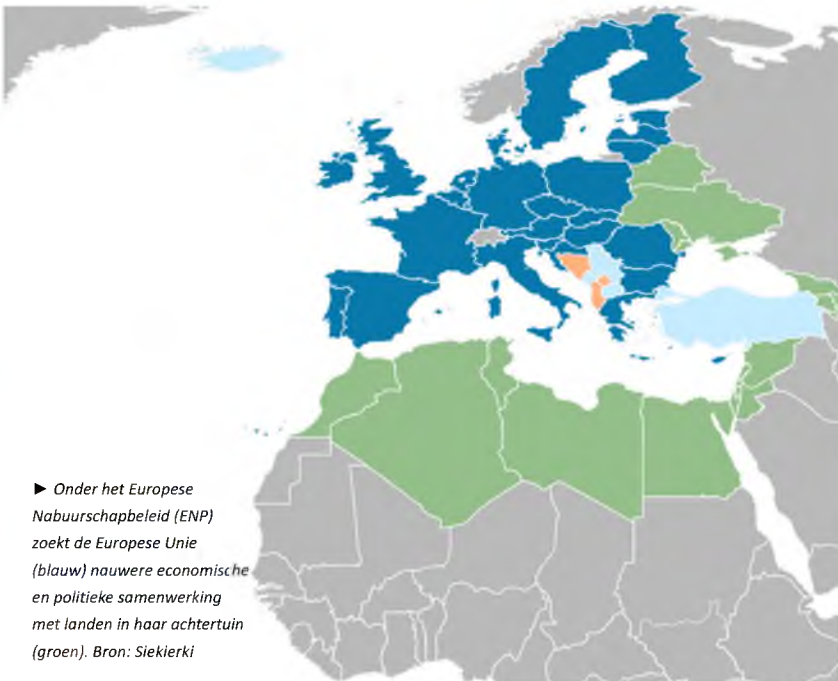 ► Onder het Europese
Nabuurschapbeleid (ENP)
zoekt de Europese Unie
(blauw) nauwere economische
en politieke samenwerking
met landen in haar achtertuin
(groen). Bron: Siekierki